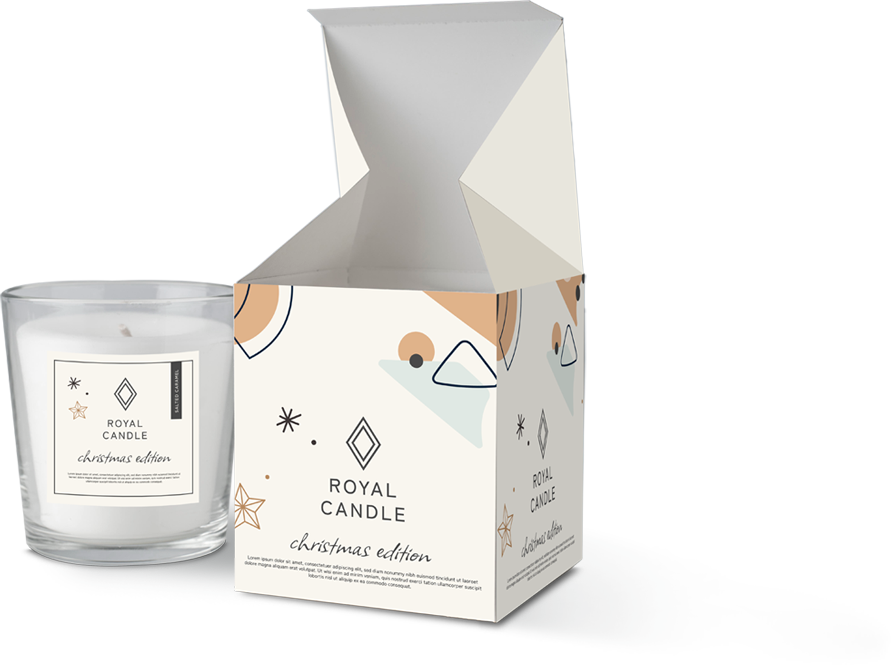 SALTED CARAMEL
ROYAL
CANDLE
christmas edition
ROYAL
CANDLE
christmas edition
Lorem ipsum dolor sit amet, consectetuer adipiscing elit, sed diam nonummy nibh euismod tincidunt ut laoreet
dolore magna aliquam erat volutpat. Ut wisi enim ad minim veniam, quis nostrud exerci tation ullamcorper suscipit
lobortis nisl ut aliquip ex ea commodo consequat.
ROYAL
CANDLE
christmas edition